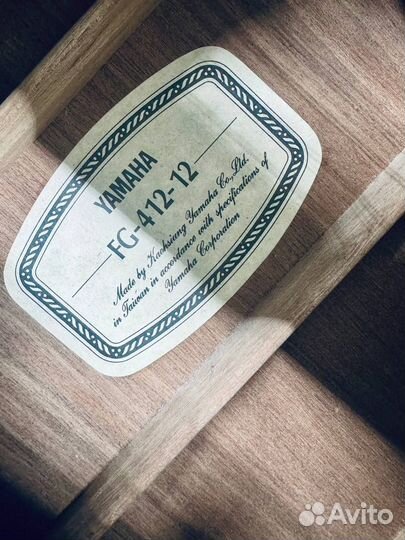 YAMAHA
FG-412-12
Made by Kaohsiung Yamaha Co., Ltd.
in Taiwan in accordance with specifications of
Yamaha Corporation
Avito